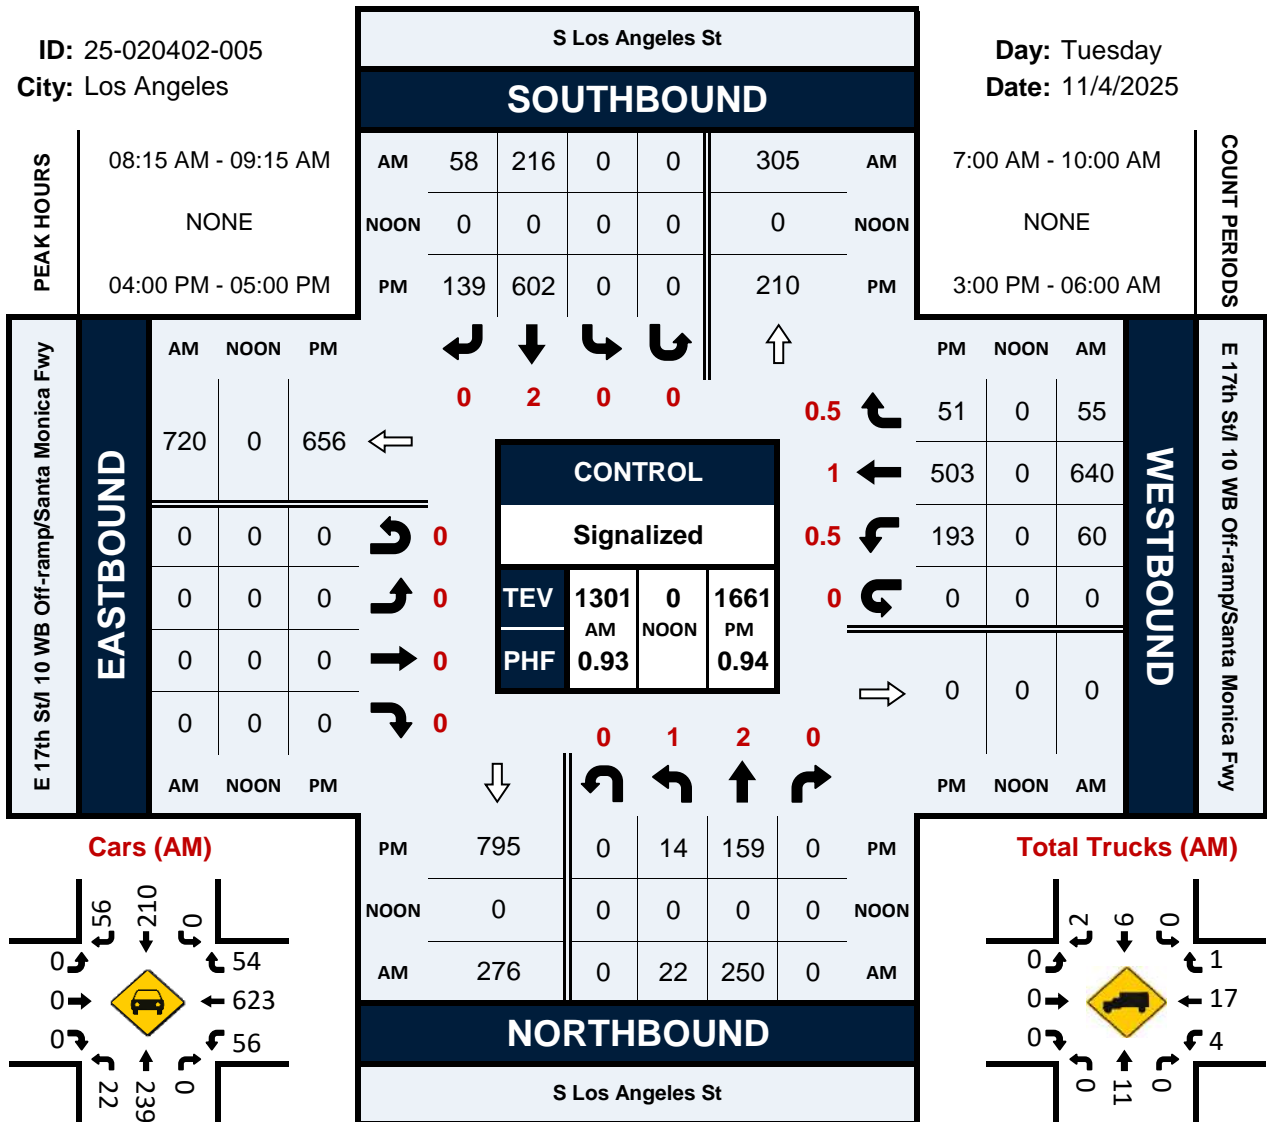 S Los Angeles St
ID: 25-020402-005
Day: Tuesday
City: Los Angeles
Date: 11/4/2025
SOUTHBOUND
PEAK HOURS
08:15 AM - 09:15 AM
AM 58 216 0 0 305 AM
7:00 AM - 10:00 AM
COUNT PERIODS
NONE
NOON 0 0 0 0 0 NOON
NONE
04:00 PM - 05:00 PM
PM 139 602 0 0 210 PM
3:00 PM - 06:00 AM
E 17th St/I 10 WB Off-ramp/Santa Monica Fwy
EASTBOUND
AM NOON PM
PM NOON AM
0 2 0 0
720 0 656
0.5 51 0 55
1 503 0 640
0.5 193 0 60
0 0 0 0
WESTBOUND
E 17th St/I 10 WB Off-ramp/Santa Monica Fwy
CONTROL
Signalized
TEV 1301 0 1661
AM NOON PM
PHF 0.93 0.94
0 0 0 0
0 0 0 0
0 0 0 0
0 0 0 0
0 0 0
0 1 2 0
AM NOON PM
PM NOON AM
PM 795 0 14 159 0 PM
NOON 0 0 0 0 0 NOON
AM 276 0 22 250 0 AM
NORTHBOUND
S Los Angeles St
Cars (AM)
56 210 0
0 54
0 623
0 56
22 239 0
Total Trucks (AM)
2 6 0
0 1
0 17
0 4
0 11 0